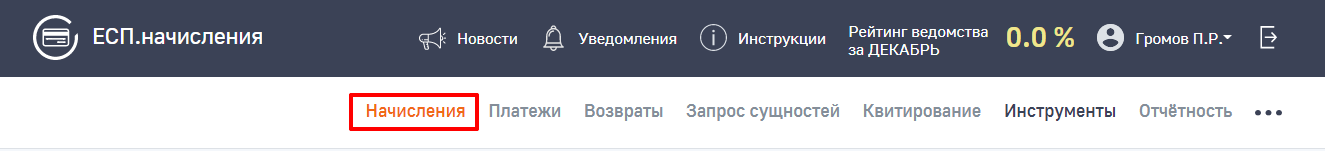 ЕСП.начисления
Новости
Уведомления
Инструкции
Рейтинг ведомства
за ДЕКАБРЬ
0.0 %
Громов П.Р.
Начисления Платежи Возвраты Запрос сущностей Квитирование Инструменты Отчётность